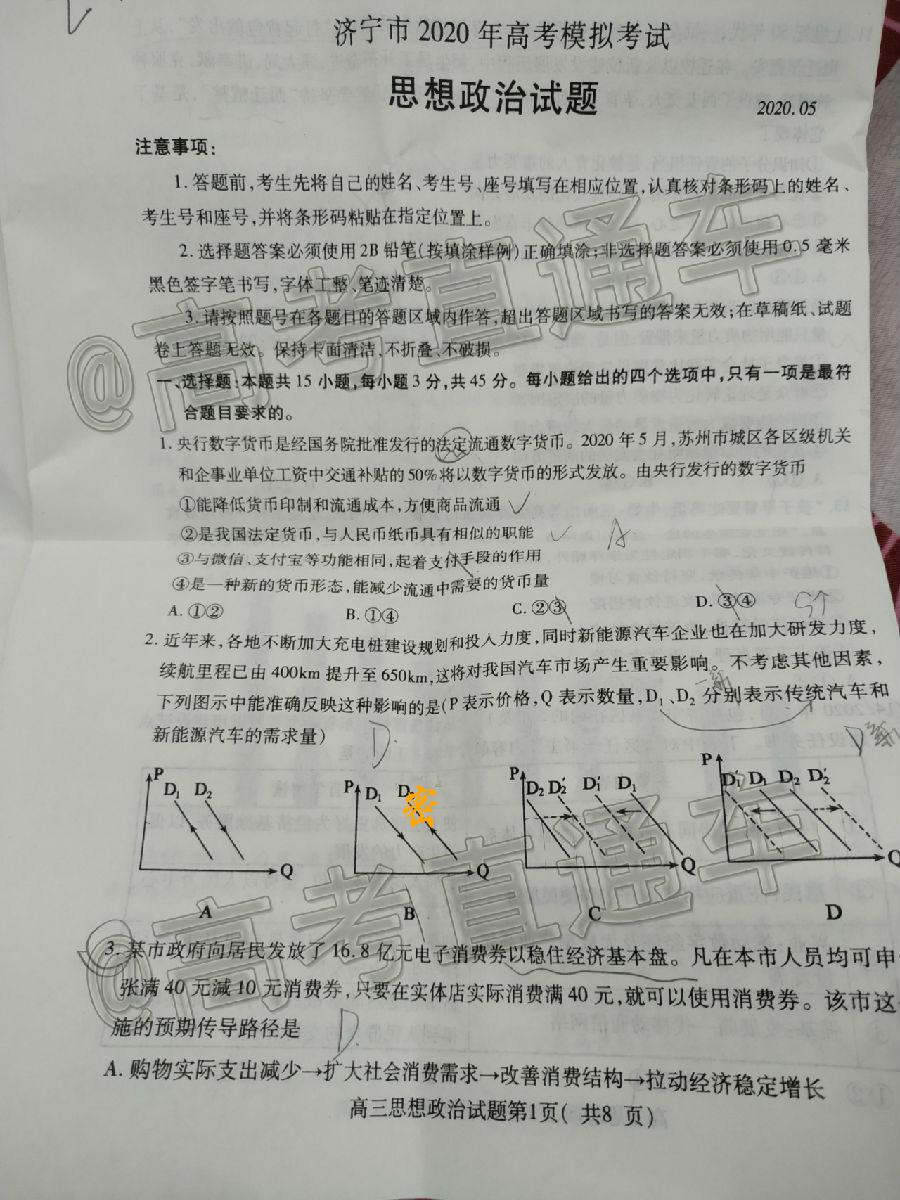 济宁市2020年高考模拟考试
思想政治试题
2020.05
注意事项：
1.答题前,考生先将自己的姓名、考生号、座号填写在相应位置,认真核对条形码上的姓名、
考生号和座号,并将条形码粘贴在指定位置上。
2.选择题答案必须使用2B铅笔(按填涂样例)正确填涂;非选择题答案必须使用0.5毫米
黑色签字笔书写,字体工整、笔迹清楚。
3.请按照题号在各题目的答题区域内作答,超出答题区域书写的答案无效;在草稿纸、试题
卷上答题无效。保持卡面清洁,不折叠、不破损。
@高考直通车
一、选择题:本题共15小题,每小题3分,共45分。每小题给出的四个选项中,只有一项是最符
合题目要求的。
1.央行数字货币是经国务院批准发行的法定流通数字货币。2020年5月,苏州市城区各区级机关
和企事业单位工资中交通补贴的50%将以数字货币的形式发放。由央行发行的数字货币
①能降低货币印制和流通成本,方便商品流通
②是我国法定货币,与人民币纸币具有相似的职能
A
③与微信、支付宝等功能相同,起着支付手段的作用
④是一种新的货币形态,能减少流通中需要的货币量
A.①② B.①④ C.②③ D.③④
2.近年来,各地不断加大充电桩建设规划和投入力度,同时新能源汽车企业也在加大研发力度,
续航里程已由400km提升至650km,这将对我国汽车市场产生重要影响。不考虑其他因素,
下列图示中能准确反映这种影响的是(P表示价格,Q表示数量,D₁、D₂分别表示传统汽车和
新能源汽车的需求量)
D.
P D₁ D₂ Q
A
P D₁ 密 Q
B
P D₂ D₂′ D₁′ D₁ Q
C
P D₁′ D₁ D₂ D₂′ Q
D
@高考直通车
3.某市政府向居民发放了16.8亿元电子消费券以稳住经济基本盘。凡在本市人员均可申
张满40元减10元消费券,只要在实体店实际消费满40元,就可以使用消费券。该市这
施的预期传导路径是
D.
A.购物实际支出减少→扩大社会消费需求→改善消费结构→拉动经济稳定增长
高三思想政治试题第1页( 共8 页)